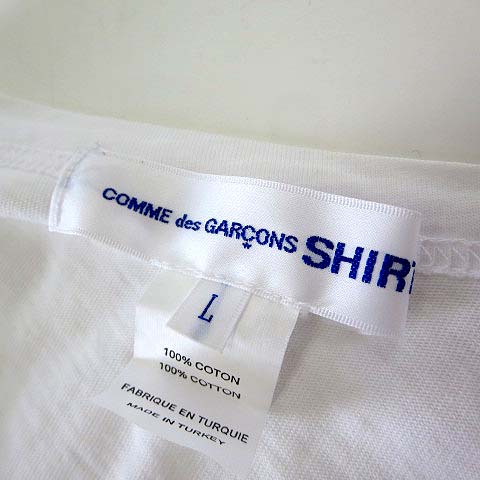 COMME des GARÇONS SHIRT
L
100% COTON
100% COTTON
FABRIQUE EN TURQUIE
MADE IN TURKEY